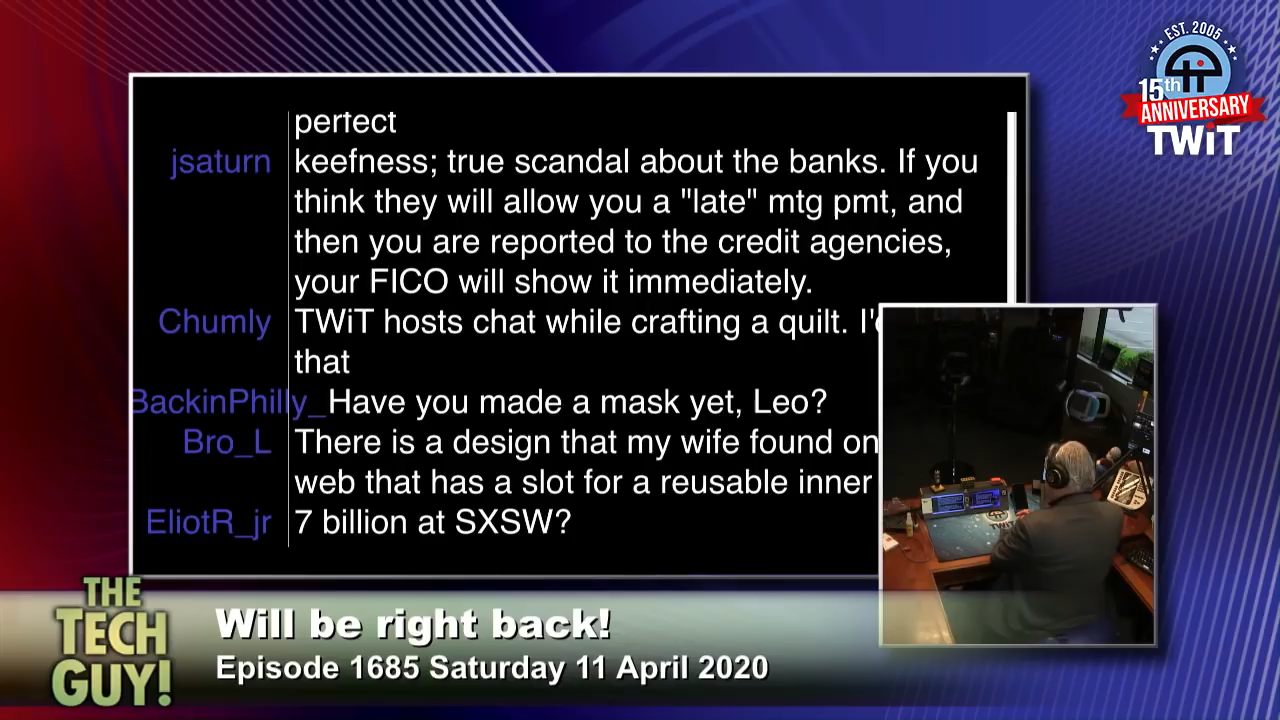 EST. 2005
15th
ANNIVERSARY
TWiT
perfect
jsaturn keefness; true scandal about the banks. If you
think they will allow you a "late" mtg pmt, and
then you are reported to the credit agencies,
your FICO will show it immediately.
Chumly TWiT hosts chat while crafting a quilt.
that
BackinPhilly_ Have you made a mask yet, Leo?
Bro_L There is a design that my wife found on
web that has a slot for a reusable inner
EliotR_jr 7 billion at SXSW?
TWiT
THE
TECH
GUY!
Will be right back!
Episode 1685 Saturday 11 April 2020